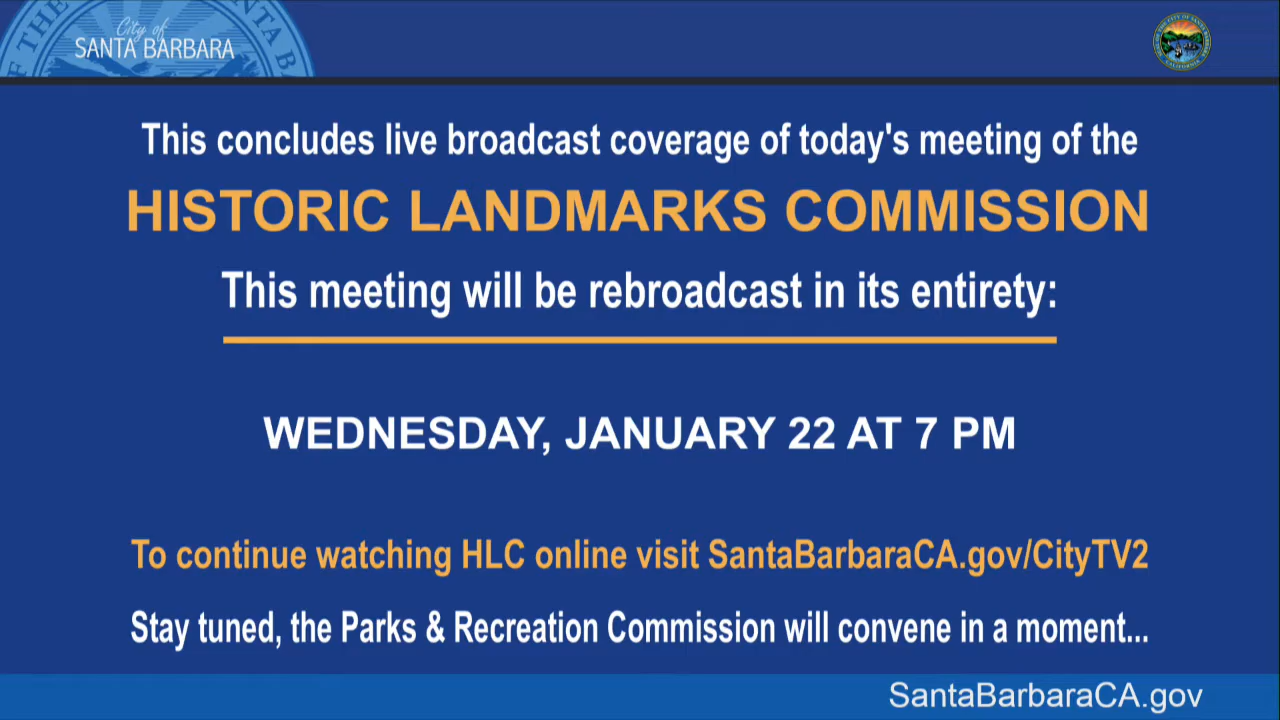 City of
SANTA BARBARA
This concludes live broadcast coverage of today's meeting of the
HISTORIC LANDMARKS COMMISSION
This meeting will be rebroadcast in its entirety:
WEDNESDAY, JANUARY 22 AT 7 PM
To continue watching HLC online visit SantaBarbaraCA.gov/CityTV2
Stay tuned, the Parks & Recreation Commission will convene in a moment...
SantaBarbaraCA.gov